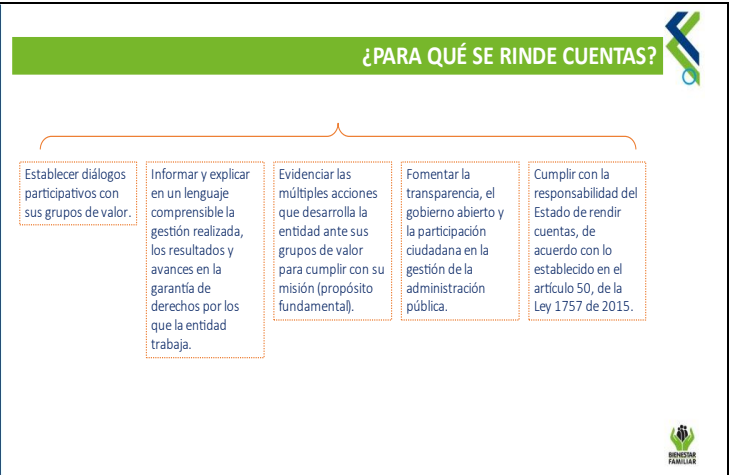 ¿PARA QUÉ SE RINDE CUENTAS?
Establecer diálogos
participativos con
sus grupos de valor.
Informar y explicar
en un lenguaje
comprensible la
gestión realizada,
los resultados y
avances en la
garantía de
derechos por los
que la entidad
trabaja.
Evidenciar las
múltiples acciones
que desarrolla la
entidad ante sus
grupos de valor
para cumplir con su
misión (propósito
fundamental).
Fomentar la
transparencia, el
gobierno abierto y
la participación
ciudadana en la
gestión de la
administración
pública.
Cumplir con la
responsabilidad del
Estado de rendir
cuentas, de
acuerdo con lo
establecido en el
artículo 50, de la
Ley 1757 de 2015.
BIENESTAR
FAMILIAR